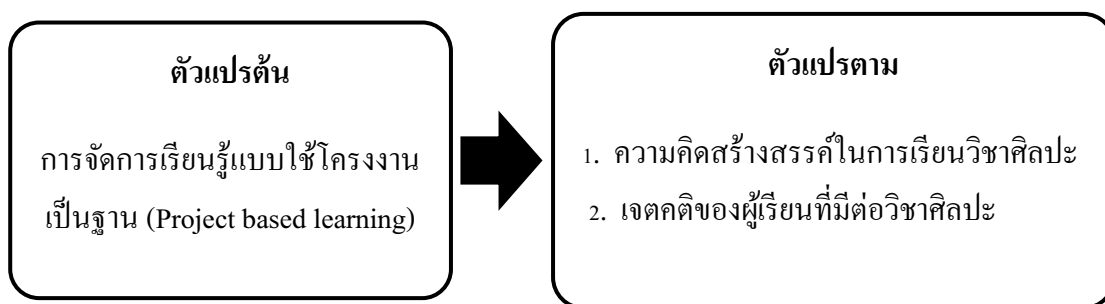 ตัวแปรต้น
การจัดการเรียนรู้แบบใช้โครงงาน
เป็นฐาน (Project based learning)
ตัวแปรตาม
1. ความคิดสร้างสรรค์ในการเรียนวิชาศิลปะ
2. เจตคติของผู้เรียนที่มีต่อวิชาศิลปะ